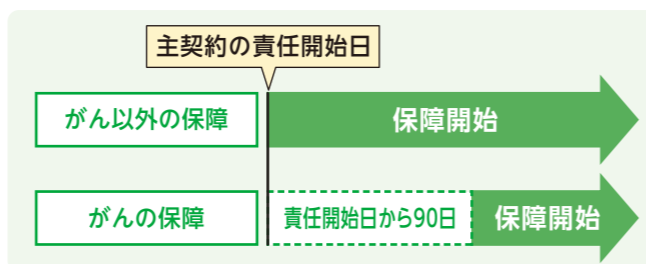 主契約の責任開始日
がん以外の保障
保障開始
がんの保障
責任開始日から90日
保障開始